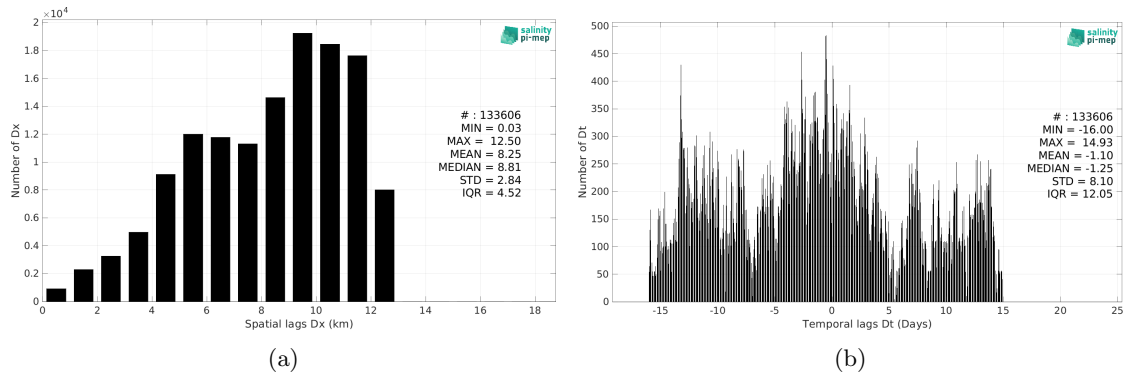 ×10⁴
2
1.8
1.6
1.4
1.2
1
0.8
0.6
0.4
0.2
0
Number of Dx
0 2 4 6 8 10 12 14 16 18
Spatial lags Dx (km)
salinity
pi-mep
# : 133606
MIN = 0.03
MAX = 12.50
MEAN = 8.25
MEDIAN = 8.81
STD = 2.84
IQR = 4.52
(a)
500
450
400
350
300
250
200
150
100
50
0
Number of Dt
-15 -10 -5 0 5 10 15 20 25
Temporal lags Dt (Days)
salinity
pi-mep
# : 133606
MIN = -16.00
MAX = 14.93
MEAN = -1.10
MEDIAN = -1.25
STD = 8.10
IQR = 12.05
(b)